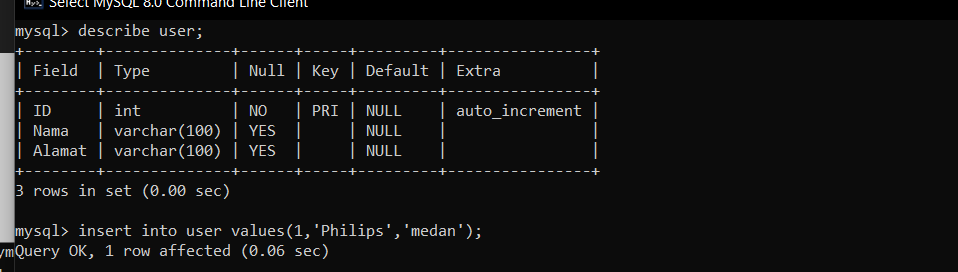 Select MySQL 8.0 Command Line Client
mysql> describe user;
+--------+--------------+------+-----+---------+----------------+
| Field  | Type         | Null | Key | Default | Extra          |
+--------+--------------+------+-----+---------+----------------+
| ID     | int          | NO   | PRI | NULL    | auto_increment |
| Nama   | varchar(100) | YES  |     | NULL    |                |
| Alamat | varchar(100) | YES  |     | NULL    |                |
+--------+--------------+------+-----+---------+----------------+
3 rows in set (0.00 sec)
mysql> insert into user values(1,'Philips','medan');
Query OK, 1 row affected (0.06 sec)